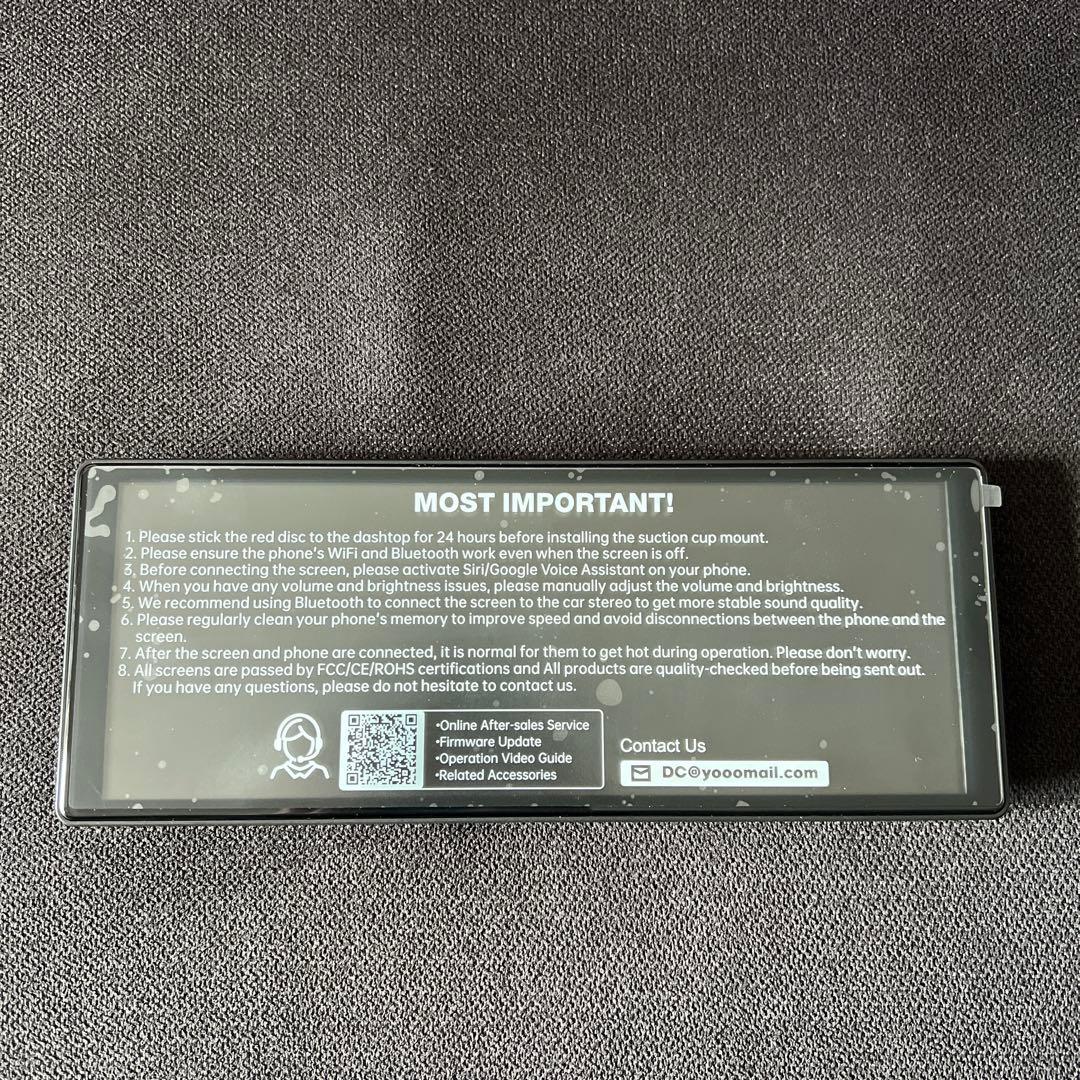 MOST IMPORTANT!
1. Please stick the red disc to the dashtop for 24 hours before installing the suction cup mount.
2. Please ensure the phone's WiFi and Bluetooth work even when the screen is off.
3. Before connecting the screen, please activate Siri/Google Voice Assistant on your phone.
4. When you have any volume and brightness issues, please manually adjust the volume and brightness.
5. We recommend using Bluetooth to connect the screen to the car stereo to get more stable sound quality.
6. Please regularly clean your phone's memory to improve speed and avoid disconnections between the phone and the
screen.
7. After the screen and phone are connected, it is normal for them to get hot during operation. Please don't worry.
8. All screens are passed by FCC/CE/ROHS certifications and All products are quality-checked before being sent out.
If you have any questions, please do not hesitate to contact us.
•Online After-sales Service
•Firmware Update
•Operation Video Guide
•Related Accessories
Contact Us
DC@yooomail.com